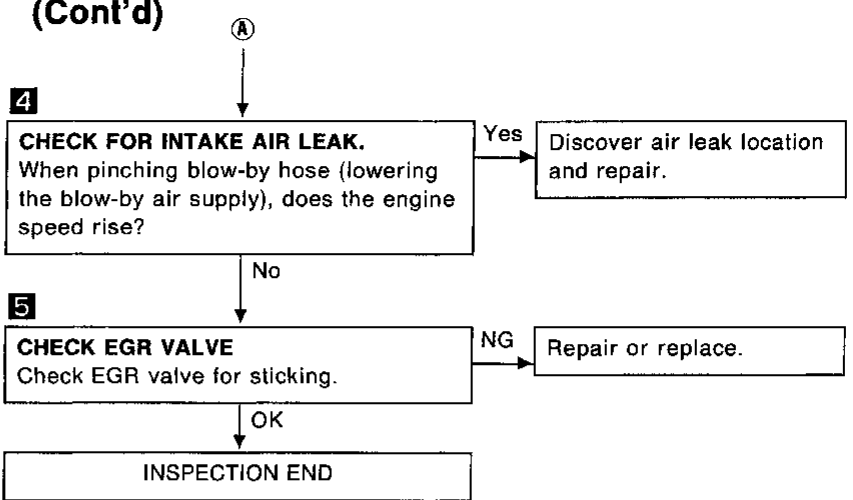 (Cont'd)
Ⓐ
4
CHECK FOR INTAKE AIR LEAK.
When pinching blow-by hose (lowering
the blow-by air supply), does the engine
speed rise?
Yes
Discover air leak location
and repair.
No
5
CHECK EGR VALVE
Check EGR valve for sticking.
NG
Repair or replace.
OK
INSPECTION END